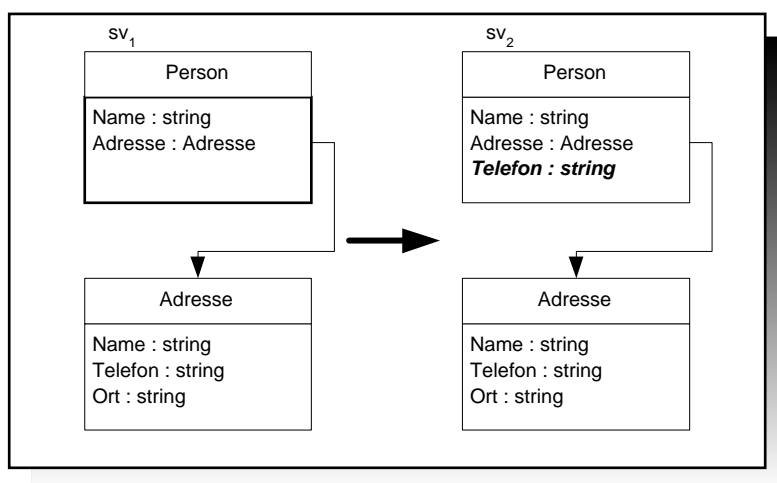 sv1
Person
Name : string
Adresse : Adresse
Adresse
Name : string
Telefon : string
Ort : string
sv2
Person
Name : string
Adresse : Adresse
Telefon : string
Adresse
Name : string
Telefon : string
Ort : string